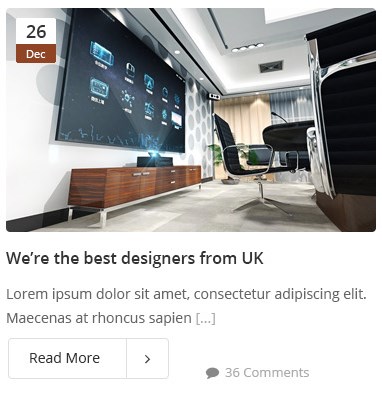 26
Dec
We’re the best designers from UK
Lorem ipsum dolor sit amet, consectetur adipiscing elit.
Maecenas at rhoncus sapien [...]
Read More
36 Comments